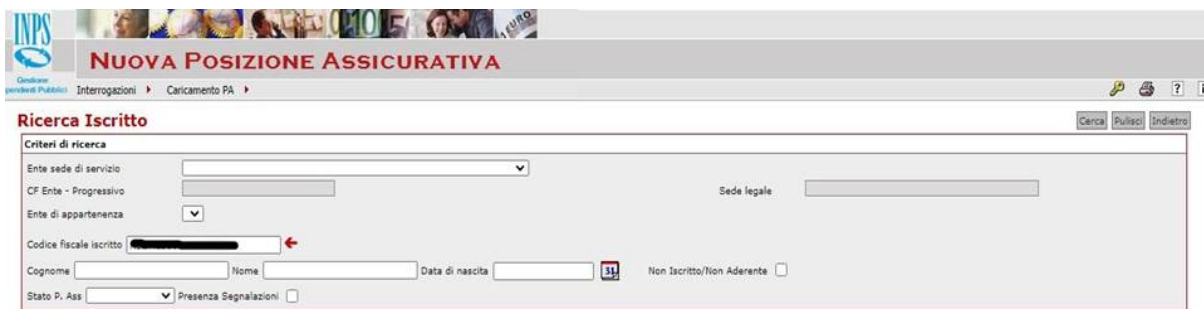 INPS
EURO
NUOVA POSIZIONE ASSICURATIVA
Gestione
Dipendenti Pubblici
Interrogazioni Caricamento PA ?
Ricerca Iscritto Cerca Pulisci Indietro
Criteri di ricerca
Ente sede di servizio
CF Ente - Progressivo Sede legale
Ente di appartenenza
Codice fiscale iscritto
Cognome Nome Data di nascita 31 Non Iscritto/Non Aderente
Stato P. Ass Presenza Segnalazioni